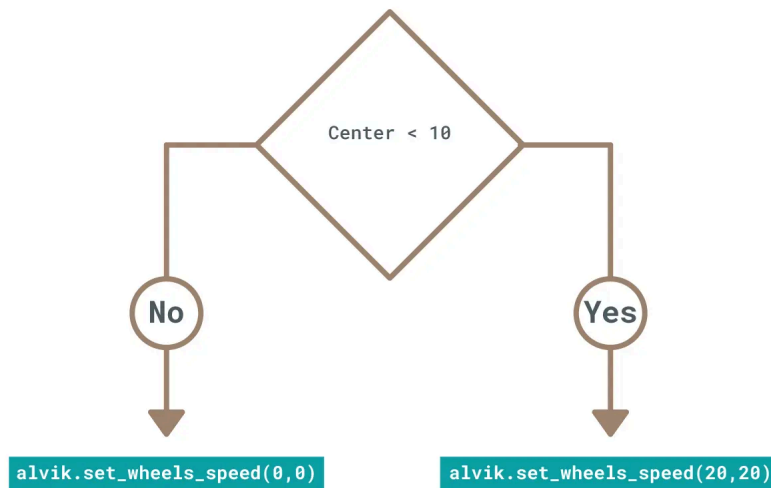 Center < 10
No
Yes
alvik.set_wheels_speed(0,0)
alvik.set_wheels_speed(20,20)